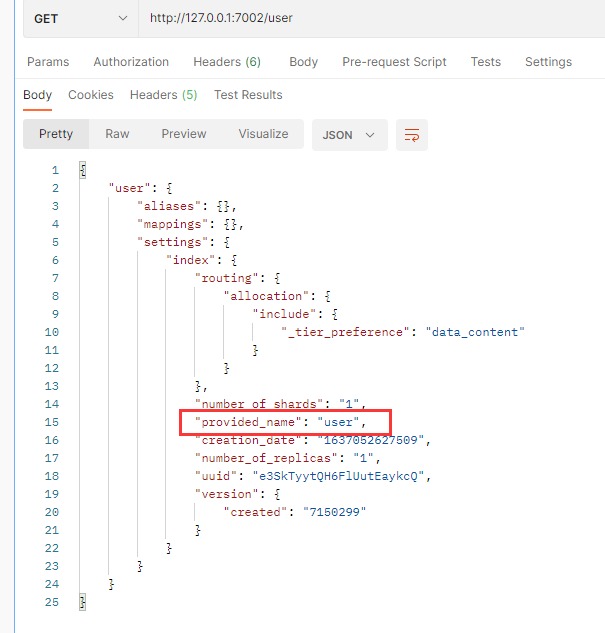 GET http://127.0.0.1:7002/user
Params Authorization Headers (6) Body Pre-request Script Tests Settings
Body Cookies Headers (5) Test Results
Pretty Raw Preview Visualize JSON
1 {
2 "user": {
3 "aliases": {},
4 "mappings": {},
5 "settings": {
6 "index": {
7 "routing": {
8 "allocation": {
9 "include": {
10 "_tier_preference": "data_content"
11 }
12 }
13 },
14 "number_of_shards": "1",
15 "provided_name": "user",
16 "creation_date": "1637052627509",
17 "number_of_replicas": "1",
18 "uuid": "e3SkTyytQH6FlUutEaykcQ",
19 "version": {
20 "created": "7150299"
21 }
22 }
23 }
24 }
25 }